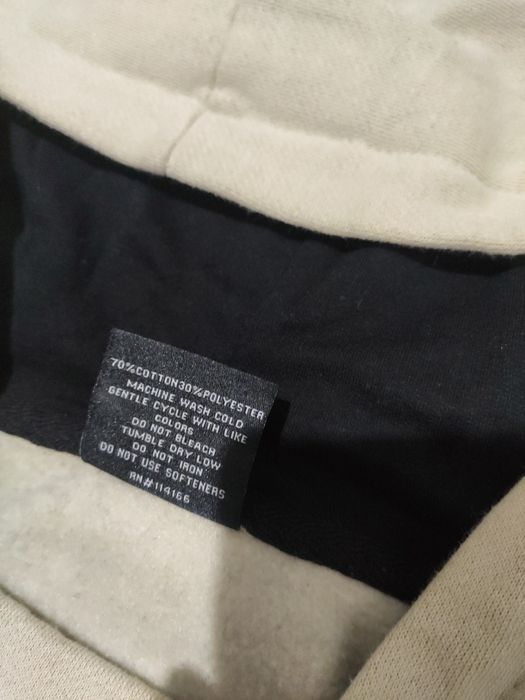 70%COTTON30%POLYESTER
MACHINE WASH COLD
GENTLE CYCLE WITH LIKE
COLORS
DO NOT BLEACH
TUMBLE DRY LOW
DO NOT IRON
DO NOT USE SOFTENERS
RN#114166